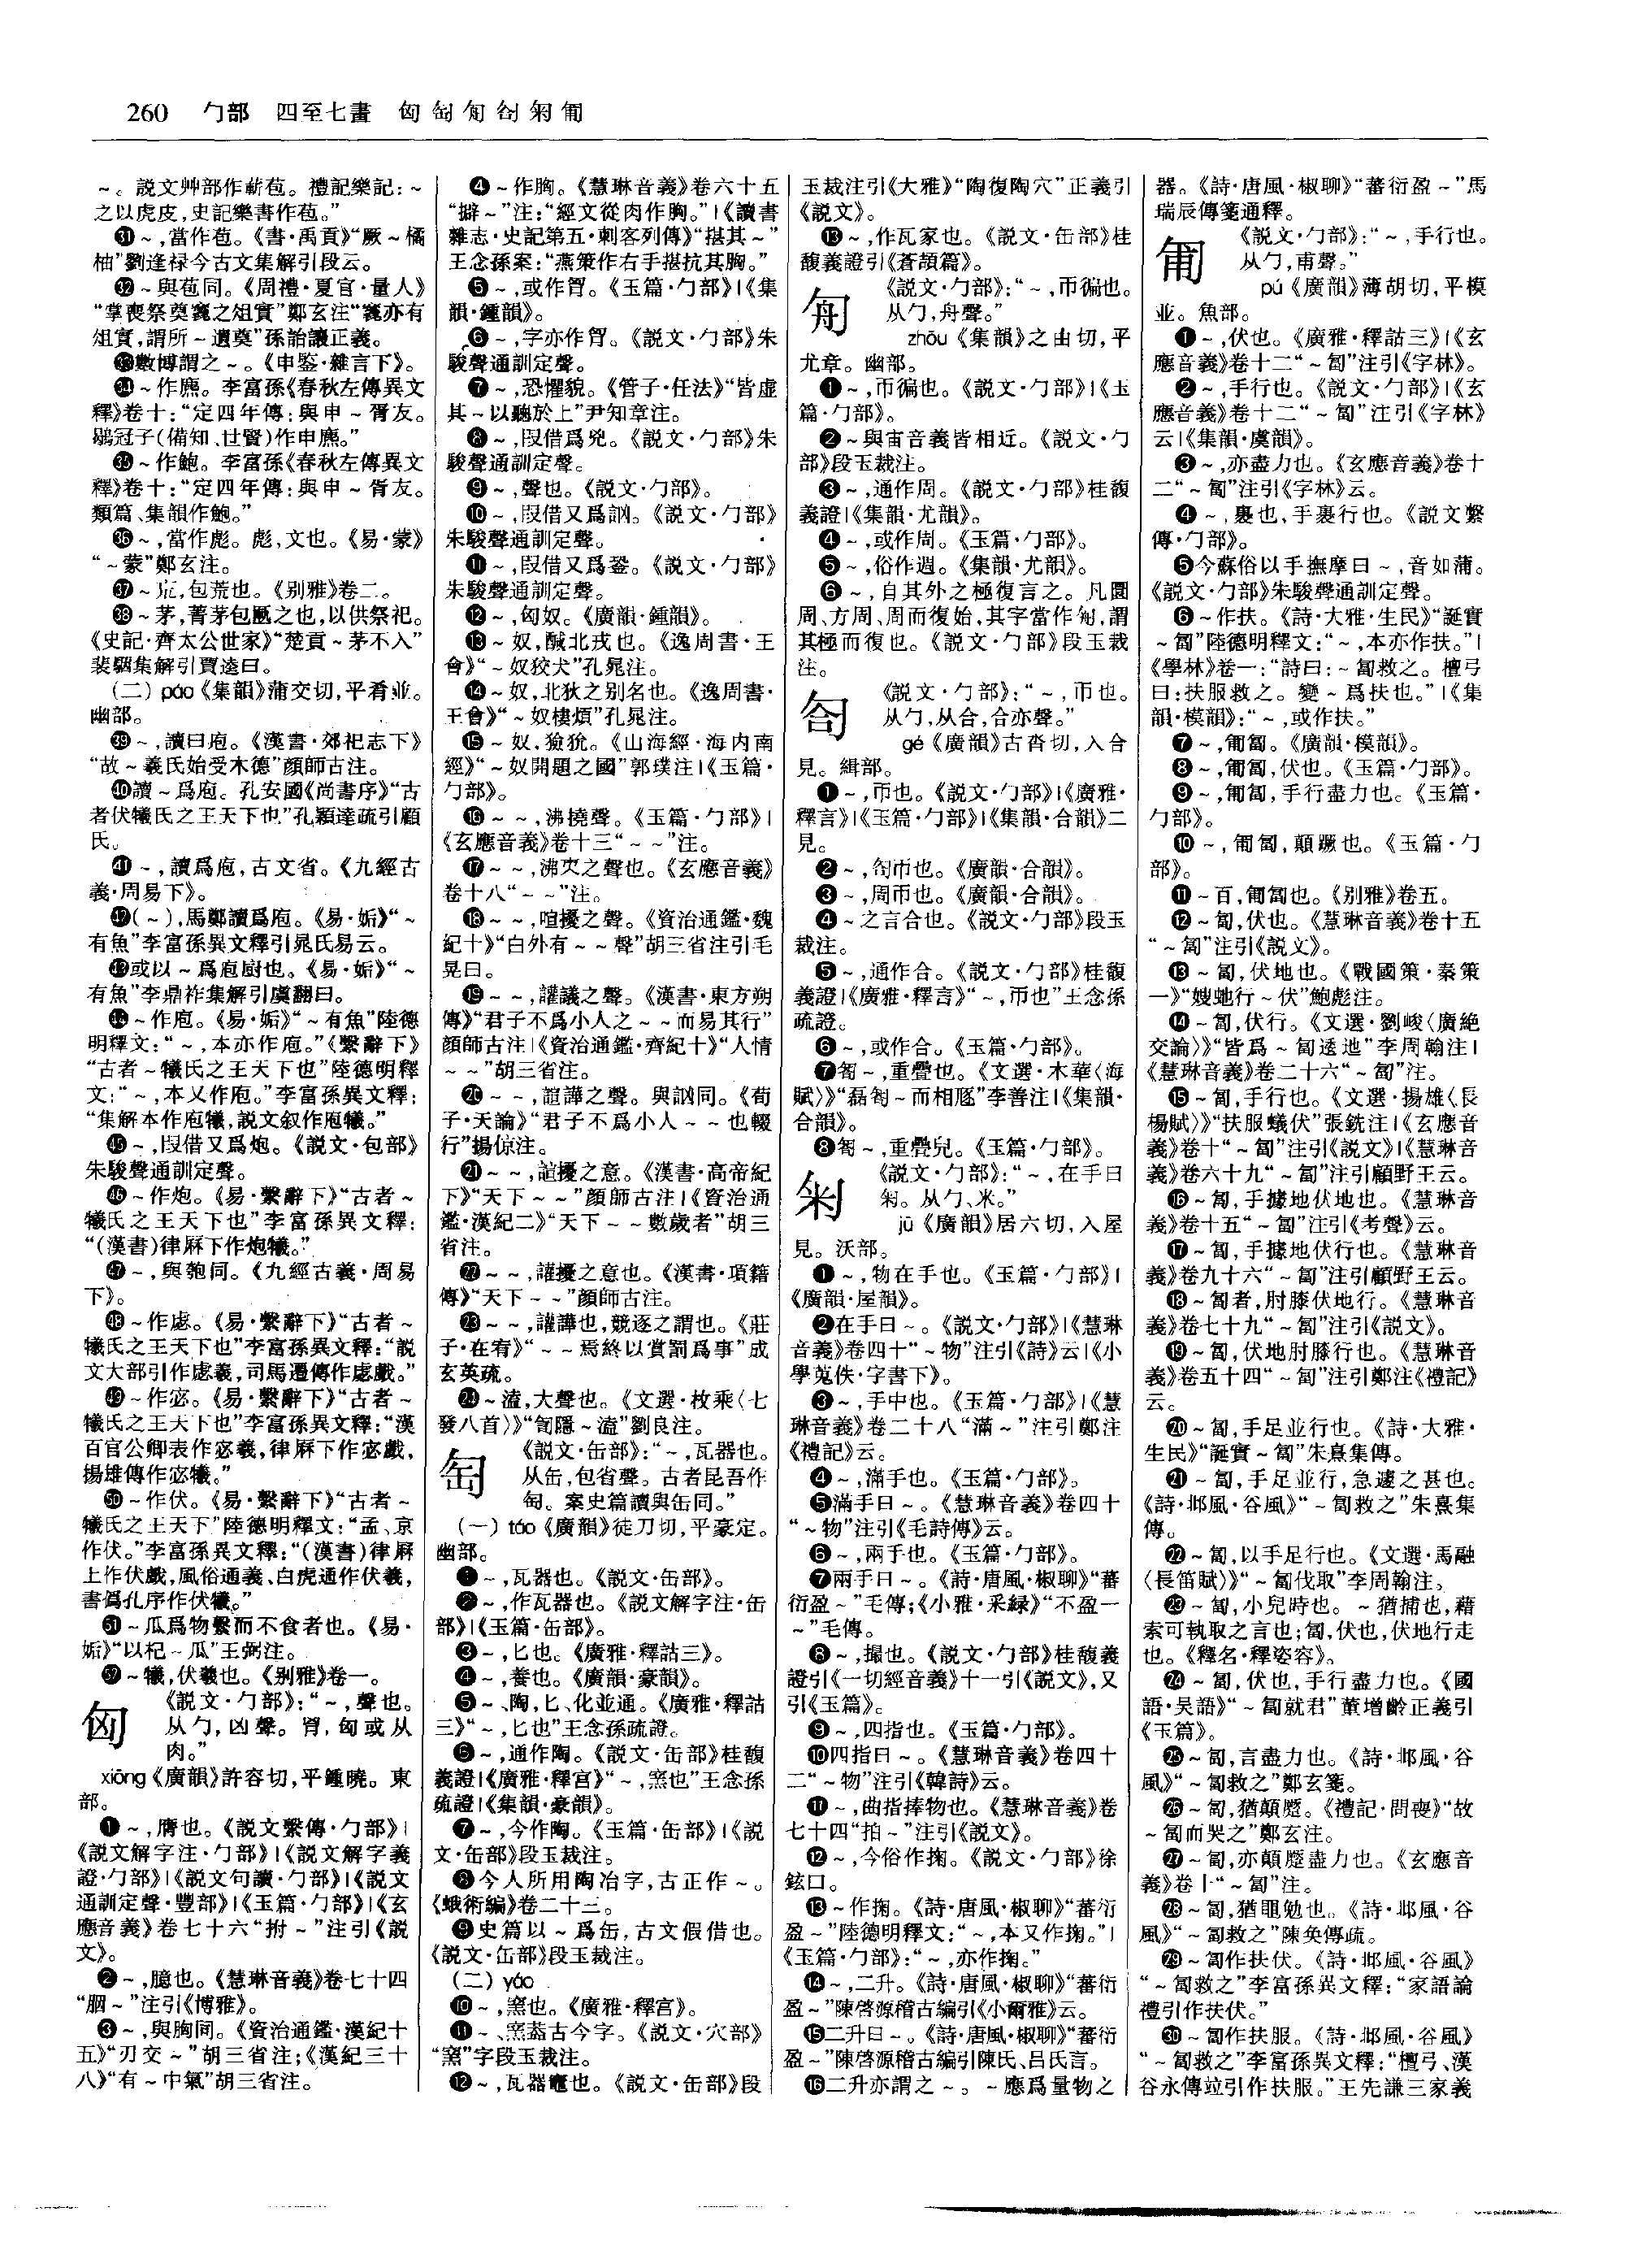 260 勹部 四至七畫 匈匋匍匌匊匍
～。説文艸部作蔪苞。禮記樂記：～
之以虎皮，史記樂書作苞。”
㉛～，當作苞。《書·禹貢》“厥～橘
柚”劉逢禄今古文集解引段云。
㉜～與苞同。《周禮·夏官·量人》
“掌喪祭奠竁之俎實”鄭玄注“竁亦有
俎實，謂所～遣奠”孫詒讓正義。
㉝數博謂之～。《申鑒·雜言下》。
㉞～作麃。李富孫《春秋左傳異文
釋》卷十：“定四年傳：與申～胥友。
鶡冠子（備知、世賢）作申麃。”
㉟～作鮑。李富孫《春秋左傳異文
釋》卷十：“定四年傳：與申～胥友。
類篇、集韻作鮑。”
㊱～，當作彪。彪，文也。《易·蒙》
“～蒙”鄭玄注。
㊲～巟，包荒也。《别雅》卷二。
㊳～茅，菁茅包匭之也，以供祭祀。
《史記·齊太公世家》“楚貢～茅不入”
裴駰集解引賈逵曰。
（二）páo《集韻》蒲交切，平肴並。
幽部。
㊴～，讀曰庖。《漢書·郊祀志下》
“故～羲氏始受木德”顔師古注。
㊵讀～爲庖。孔安國《尚書序》“古
者伏犧氏之王天下也”孔穎達疏引顧
氏。
㊶～，讀爲庖，古文省。《九經古
義·周易下》。
㊷（～），馬鄭讀爲庖。《易·姤》“～
有魚”李富孫異文釋引晁氏易云。
㊸或以～爲庖廚也。《易·姤》“～
有魚”李鼎祚集解引虞翻曰。
㊹～作庖。《易·姤》“～有魚”陸德
明釋文：“～，本亦作庖。”《繫辭下》
“古者～犧氏之王天下也”陸德明釋
文：“～，本又作庖。”李富孫異文釋：
“集解本作庖犧，説文叙作庖犧。”
㊺～，叚借又爲炮。《説文·包部》
朱駿聲通訓定聲。
㊻～作炮。《易·繫辭下》“古者～
犧氏之王天下也”李富孫異文釋：
“（漢書）律厤下作炮犧。”
㊼～，與匏同。《九經古義·周易
下》。
㊽～作虙。《易·繫辭下》“古者～
犧氏之王天下也”李富孫異文釋：“説
文大部引作虙羲，司馬遷傳作虙戲。”
㊾～作宓。《易·繫辭下》“古者～
犧氏之王天下也”李富孫異文釋：“漢
百官公卿表作宓羲，律厤下作宓戲，
揚雄傳作宓犧。”
㊿～作伏。《易·繫辭下》“古者～
犧氏之王天下”陸德明釋文：“孟、京
作伏。”李富孫異文釋：“（漢書）律厤
上作伏戲，風俗通義、白虎通作伏羲，
書僞孔序作伏犧。”
51～瓜爲物繫而不食者也。《易·
姤》“以杞～瓜”王弼注。
52～犧，伏羲也。《别雅》卷一。
匈
《説文·勹部》：“～，聲也。
从勹，凶聲。胷，匈或从
肉。”
xiōng《廣韻》許容切，平鍾曉。東
部。
❶～，膺也。《説文繫傳·勹部》|
《説文解字注·勹部》|《説文解字義
證·勹部》|《説文句讀·勹部》|《説文
通訓定聲·豐部》|《玉篇·勹部》|《玄
應音義》卷七十六“拊～”注引《説
文》。
❷～，臆也。《慧琳音義》卷七十四
“胭～”注引《博雅》。
❸～，與胸同。《資治通鑑·漢紀十
五》“刃交～”胡三省注；《漢紀三十
八》“有～中氣”胡三省注。
❹～作胸。《慧琳音義》卷六十五
“擗～”注：“經文從肉作胸。”|《讀書
雜志·史記第五·刺客列傳》“揕其～”
王念孫案：“燕策作右手揕抗其胸。”
❺～，或作胷。《玉篇·勹部》|《集
韻·鍾韻》。
❻～，字亦作胷。《説文·勹部》朱
駿聲通訓定聲。
❼～，恐懼貌。《管子·任法》“皆虚
其～以聽於上”尹知章注。
❽～，叚借爲兇。《説文·勹部》朱
駿聲通訓定聲。
❾～，聲也。《説文·勹部》。
❿～，叚借又爲訩。《説文·勹部》
朱駿聲通訓定聲。
⓫～，叚借又爲銎。《説文·勹部》
朱駿聲通訓定聲。
⓬～，匈奴。《廣韻·鍾韻》。
⓭～奴，馘北戎也。《逸周書·王
會》“～奴狡犬”孔晁注。
⓮～奴，北狄之别名也。《逸周書·
王會》“～奴樓煩”孔晁注。
⓯～奴，獫狁。《山海經·海内南
經》“～奴開題之國”郭璞注|《玉篇·
勹部》。
⓰～～，沸撓聲。《玉篇·勹部》|
《玄應音義》卷十三“～～”注。
⓱～～，沸㚒之聲也。《玄應音義》
卷十八“～～”注。
⓲～～，喧擾之聲。《資治通鑑·魏
紀十》“白外有～～聲”胡三省注引毛
晃曰。
⓳～～，讙議之聲。《漢書·東方朔
傳》“君子不爲小人之～～而易其行”
顔師古注|《資治通鑑·齊紀十》“人情
～～”胡三省注。
⓴～～，諠譁之聲。與訩同。《荀
子·天論》“君子不爲小人～～也輟
行”揚倞注。
㉑～～，諠擾之意。《漢書·高帝紀
下》“天下～～”顔師古注|《資治通
鑑·漢紀二》“天下～～數歲者”胡三
省注。
㉒～～，讙擾之意也。《漢書·項籍
傳》“天下～～”顔師古注。
㉓～～，讙譁也，競逐之謂也。《莊
子·在宥》“～～焉終以賞罰爲事”成
玄英疏。
㉔～溘，大聲也。《文選·枚乘〈七
發八首〉》“訇隱～溘”劉良注。
匋
《説文·缶部》：“～，瓦器也。
从缶，包省聲。古者昆吾作
匋。案史篇讀與缶同。”
（一）táo《廣韻》徒刀切，平豪定。
幽部。
❶～，瓦器也。《説文·缶部》。
❷～，作瓦器也。《説文解字注·缶
部》|《玉篇·缶部》。
❸～，匕也。《廣雅·釋詁三》。
❹～，養也。《廣韻·豪韻》。
❺～、陶，匕、化並通。《廣雅·釋詁
三》“～，匕也”王念孫疏證。
❻～，通作陶。《説文·缶部》桂馥
義證|《廣雅·釋宫》“～，窯也”王念孫
疏證|《集韻·豪韻》。
❼～，今作陶。《玉篇·缶部》|《説
文·缶部》段玉裁注。
❽今人所用陶冶字，古正作～。
《蛾術編》卷二十三。
❾史篇以～爲缶，古文假借也。
《説文·缶部》段玉裁注。
（二）yáo
❿～，窯也。《廣雅·釋宫》。
⓫～、窯蓋古今字。《説文·穴部》
“窯”字段玉裁注。
⓬～，瓦器竈也。《説文·缶部》段
玉裁注引《大雅》“陶復陶穴”正義引
《説文》。
⓭～，作瓦家也。《説文·缶部》桂
馥義證引《蒼頡篇》。
匊
《説文·勹部》：“～，帀徧也。
从勹，舟聲。”
zhōu《集韻》之由切，平
尤章。幽部。
❶～，帀徧也。《説文·勹部》|《玉
篇·勹部》。
❷～與宙音義皆相近。《説文·勹
部》段玉裁注。
❸～，通作周。《説文·勹部》桂馥
義證|《集韻·尤韻》。
❹～，或作周。《玉篇·勹部》。
❺～，俗作週。《集韻·尤韻》。
❻～，自其外之極復言之。凡圜
周、方周、周而復始，其字當作㔙，謂
其極而復也。《説文·勹部》段玉裁
注。
匌
《説文·勹部》：“～，帀也。
从勹，从合，合亦聲。”
gé《廣韻》古沓切，入合
見。緝部。
❶～，帀也。《説文·勹部》|《廣雅·
釋言》|《玉篇·勹部》|《集韻·合韻》二
見。
❷～，匌帀也。《廣韻·合韻》。
❸～，周帀也。《廣韻·合韻》。
❹～之言合也。《説文·勹部》段玉
裁注。
❺～，通作合。《説文·勹部》桂馥
義證|《廣雅·釋言》“～，帀也”王念孫
疏證。
❻～，或作合。《玉篇·勹部》。
❼匒～，重疊也。《文選·木華〈海
賦〉》“磊匒～而相豗”李善注|《集韻·
合韻》。
❽匒～，重疊皃。《玉篇·勹部》。
匊
《説文·勹部》：“～，在手曰
匊。从勹、米。”
jū《廣韻》居六切，入屋
見。沃部。
❶～，物在手也。《玉篇·勹部》|
《廣韻·屋韻》。
❷在手曰～。《説文·勹部》|《慧琳
音義》卷四十“～物”注引《詩》云|《小
學蒐佚·字書下》。
❸～，手中也。《玉篇·勹部》|《慧
琳音義》卷二十八“滿～”注引鄭注
《禮記》云。
❹～，滿手也。《玉篇·勹部》。
❺滿手曰～。《慧琳音義》卷四十
“～物”注引《毛詩傳》云。
❻～，兩手也。《玉篇·勹部》。
❼兩手曰～。《詩·唐風·椒聊》“蕃
衍盈～”毛傳；《小雅·采緑》“不盈一
～”毛傳。
❽～，撮也。《説文·勹部》桂馥義
證引《一切經音義》十一引《説文》，又
引《玉篇》。
❾～，四指也。《玉篇·勹部》。
❿四指曰～。《慧琳音義》卷四十
二“～物”注引《韓詩》云。
⓫～，曲指捧物也。《慧琳音義》卷
七十四“拍～”注引《説文》。
⓬～，今俗作掬。《説文·勹部》徐
鉉曰。
⓭～作掬。《詩·唐風·椒聊》“蕃衍
盈～”陸德明釋文：“～，本又作掬。”|
《玉篇·勹部》：“～，亦作掬。”
⓮～，二升。《詩·唐風·椒聊》“蕃衍
盈～”陳啓源稽古編引《小爾雅》云。
⓯二升曰～。《詩·唐風·椒聊》“蕃衍
盈～”陳啓源稽古編引陳氏、吕氏言。
⓰二升亦謂之～。～應爲量物之
器。《詩·唐風·椒聊》“蕃衍盈～”馬
瑞辰傳箋通釋。
匍
《説文·勹部》：“～，手行也。
从勹，甫聲。”
pú《廣韻》薄胡切，平模
並。魚部。
❶～，伏也。《廣雅·釋詁三》|《玄
應音義》卷十二“～匐”注引《字林》。
❷～，手行也。《説文·勹部》|《玄
應音義》卷十二“～匐”注引《字林》
云|《集韻·虞韻》。
❸～，亦盡力也。《玄應音義》卷十
二“～匐”注引《字林》云。
❹～，裹也，手裹行也。《説文繫
傳·勹部》。
❺今蘇俗以手撫摩曰～，音如蒲。
《説文·勹部》朱駿聲通訓定聲。
❻～作扶。《詩·大雅·生民》“誕實
～匐”陸德明釋文：“～，本亦作扶。”|
《學林》卷一：“詩曰：～匐救之。檀弓
曰：扶服救之。變～爲扶也。”|《集
韻·模韻》：“～，或作扶。”
❼～，匍匐。《廣韻·模韻》。
❽～，匍匐，伏也。《玉篇·勹部》。
❾～，匍匐，手行盡力也。《玉篇·
勹部》。
❿～，匍匐，顛蹶也。《玉篇·勹
部》。
⓫～百，匍匐也。《别雅》卷五。
⓬～匐，伏也。《慧琳音義》卷十五
“～匐”注引《説文》。
⓭～匐，伏地也。《戰國策·秦策
一》“嫂虵行～伏”鮑彪注。
⓮～匐，伏行。《文選·劉峻〈廣絶
交論〉》“皆爲～匐逶地”李周翰注|
《慧琳音義》卷二十六“～匐”注。
⓯～匐，手行也。《文選·揚雄〈長
楊賦〉》“扶服蟻伏”張銑注|《玄應音
義》卷十“～匐”注引《説文》|《慧琳音
義》卷六十九“～匐”注引顧野王云。
⓰～匐，手據地伏地也。《慧琳音
義》卷十五“～匐”注引《考聲》云。
⓱～匐，手據地伏行也。《慧琳音
義》卷九十六“～匐”注引顧野王云。
⓲～匐者，肘膝伏地行。《慧琳音
義》卷七十九“～匐”注引《説文》。
⓳～匐，伏地肘膝行也。《慧琳音
義》卷五十四“～匐”注引鄭注《禮記》
云。
⓴～匐，手足並行也。《詩·大雅·
生民》“誕實～匐”朱熹集傳。
㉑～匐，手足並行，急遽之甚也。
《詩·邶風·谷風》“～匐救之”朱熹集
傳。
㉒～匐，以手足行也。《文選·馬融
〈長笛賦〉》“～匐伐取”李周翰注。
㉓～匐，小兒時也。～猶捕也，藉
索可執取之言也；匐，伏也，伏地行走
也。《釋名·釋姿容》。
㉔～匐，伏也，手行盡力也。《國
語·吴語》“～匐就君”董增齡正義引
《玉篇》。
㉕～匐，言盡力也。《詩·邶風·谷
風》“～匐救之”鄭玄箋。
㉖～匐，猶顛蹷。《禮記·問喪》“故
～匐而哭之”鄭玄注。
㉗～匐，亦顛蹷盡力也。《玄應音
義》卷十“～匐”注。
㉘～匐，猶黽勉也。《詩·邶風·谷
風》“～匐救之”陳奂傳疏。
㉙～匐作扶伏。《詩·邶風·谷風》
“～匐救之”李富孫異文釋：“家語論
禮引作扶伏。”
㉚～匐作扶服。《詩·邶風·谷風》
“～匐救之”李富孫異文釋：“檀弓、漢
谷永傳竝引作扶服。”王先謙三家義